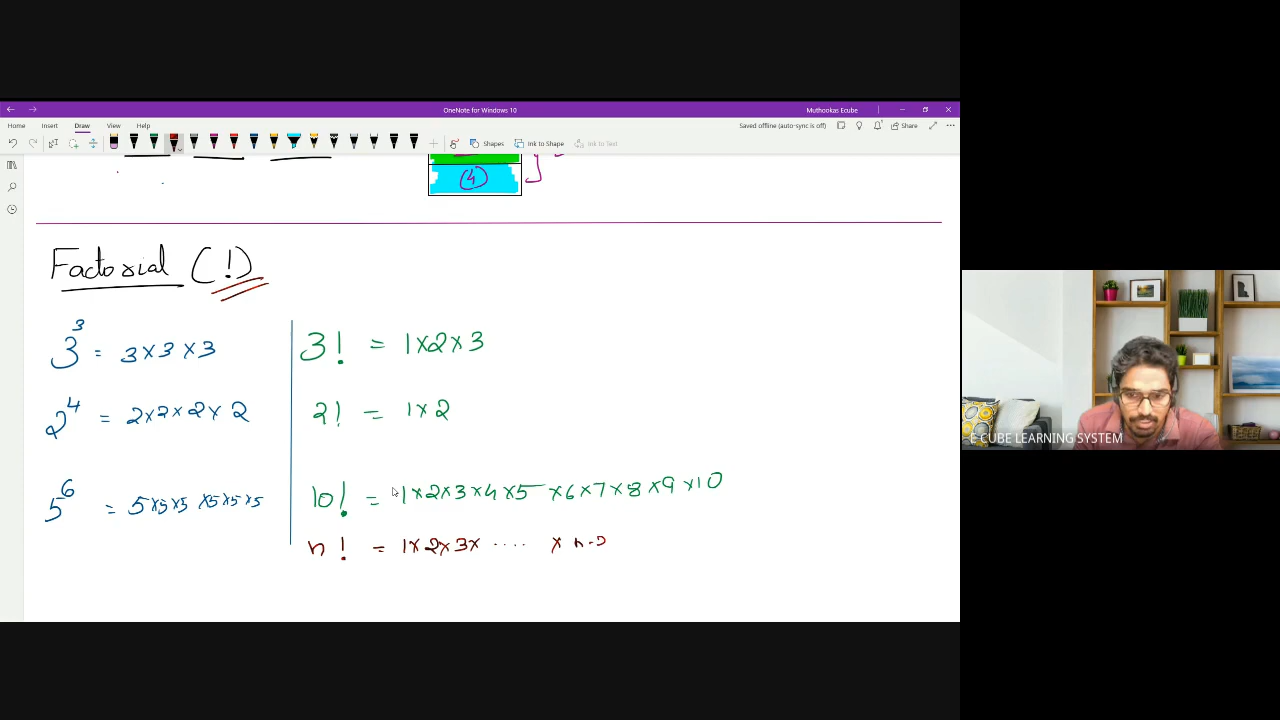 OneNote for Windows 10
Muthookas Ecube
Home Insert Draw View Help
Saved offline (auto-sync is off)
Share
Shapes
Ink to Shape
Ink to Text
(4)
Factorial (!)
3³ = 3×3×3
3! = 1×2×3
2⁴ = 2×2×2×2
2! = 1×2
5⁶ = 5×5×5×5×5×5
10! = 1×2×3×4×5×6×7×8×9×10
n! = 1×2×3× .... ×
E CUBE LEARNING SYSTEM